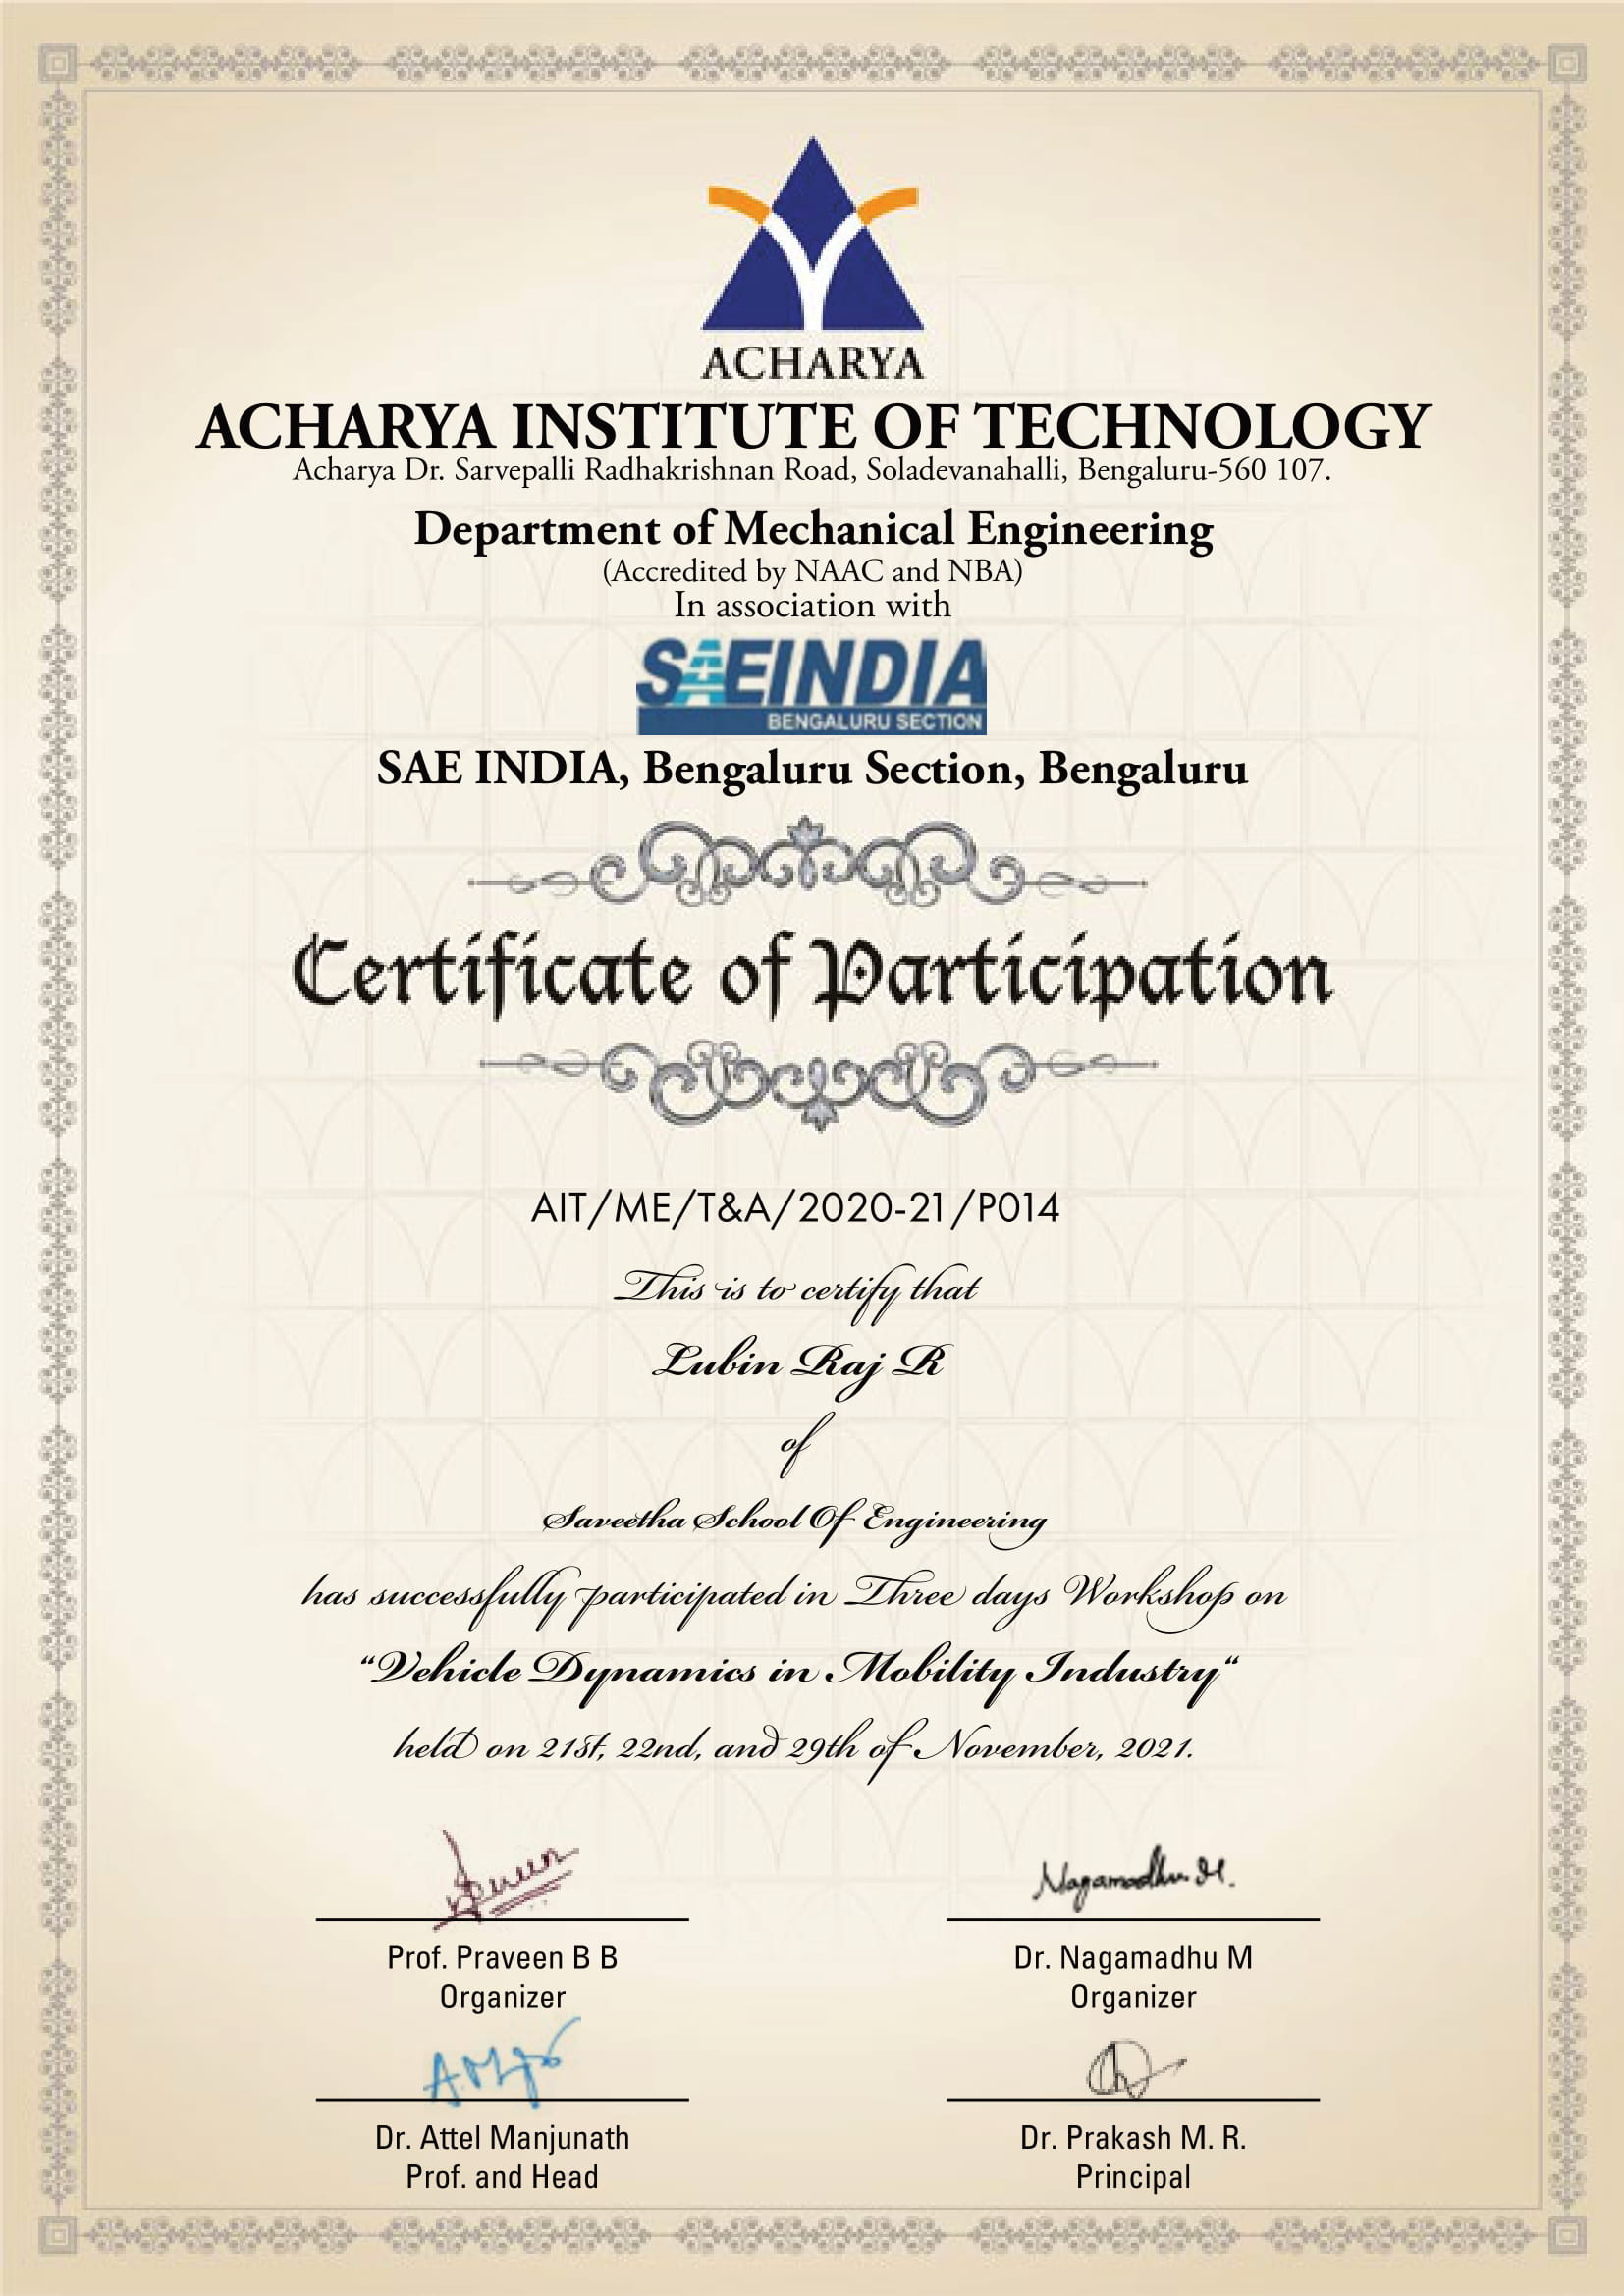 ACHARYA
ACHARYA INSTITUTE OF TECHNOLOGY
Acharya Dr. Sarvepalli Radhakrishnan Road, Soladevanahalli, Bengaluru-560 107.
Department of Mechanical Engineering
(Accredited by NAAC and NBA)
In association with
SAEINDIA
BENGALURU SECTION
SAE INDIA, Bengaluru Section, Bengaluru
Certificate of Participation
AIT/ME/T&A/2020-21/P014
This is to certify that
Lubin Raj R
of
Saveetha School Of Engineering
has successfully participated in Three days Workshop on
“Vehicle Dynamics in Mobility Industry“
held on 21st, 22nd, and 29th of November, 2021.
Nagamadhu M.
Prof. Praveen B B
Organizer
Dr. Nagamadhu M
Organizer
Dr. Attel Manjunath
Prof. and Head
Dr. Prakash M. R.
Principal